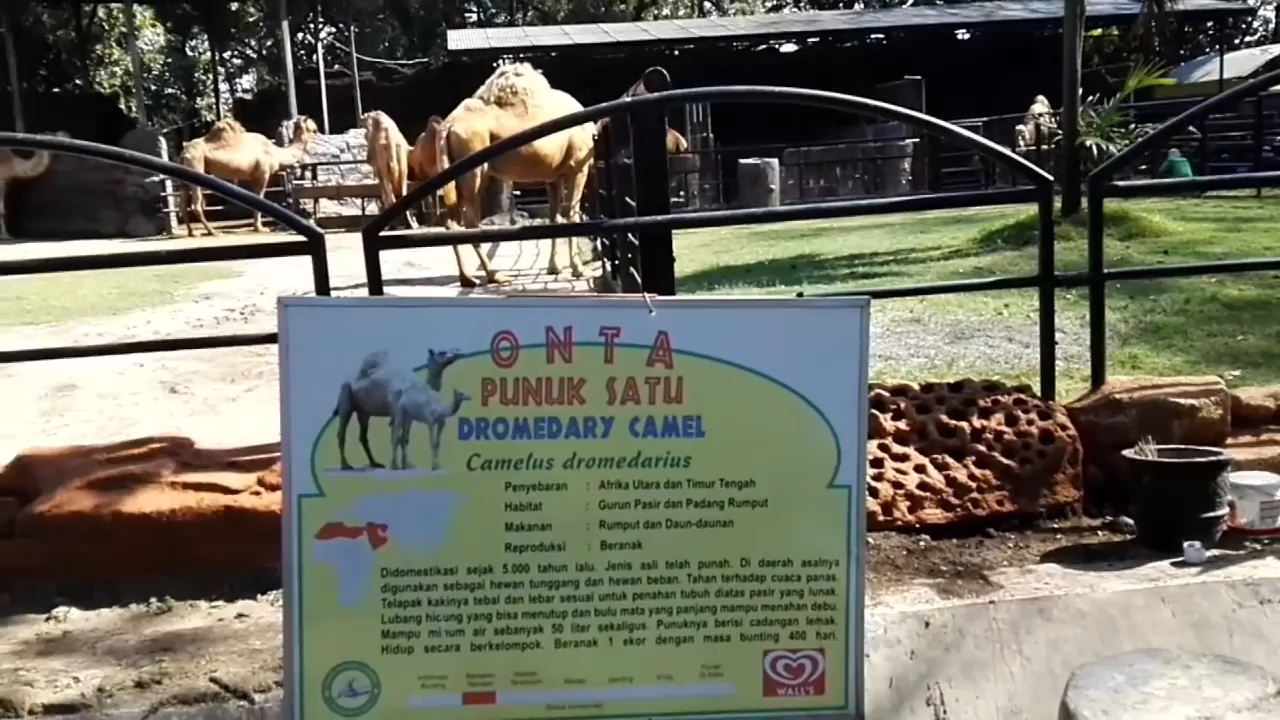 ONTA
PUNUK SATU
DROMEDARY CAMEL
Camelus dromedarius
Penyebaran : Afrika Utara dan Timur Tengah
Habitat : Gurun Pasir dan Padang Rumput
Makanan : Rumput dan Daun-daunan
Reproduksi : Beranak
Didomestikasi sejak 5.000 tahun lalu. Jenis asli telah punah. Di daerah asalnya
digunakan sebagai hewan tunggang dan hewan beban. Tahan terhadap cuaca panas.
Telapak kakinya tebal dan lebar sesuai untuk penahan tubuh diatas pasir yang lunak.
Lubang hidung yang bisa menutup dan bulu mata yang panjang mampu menahan debu.
Mampu minum air sebanyak 50 liter sekaligus. Punuknya berisi cadangan lemak.
Hidup secara berkelompok. Beranak 1 ekor dengan masa bunting 400 hari.
WALL'S